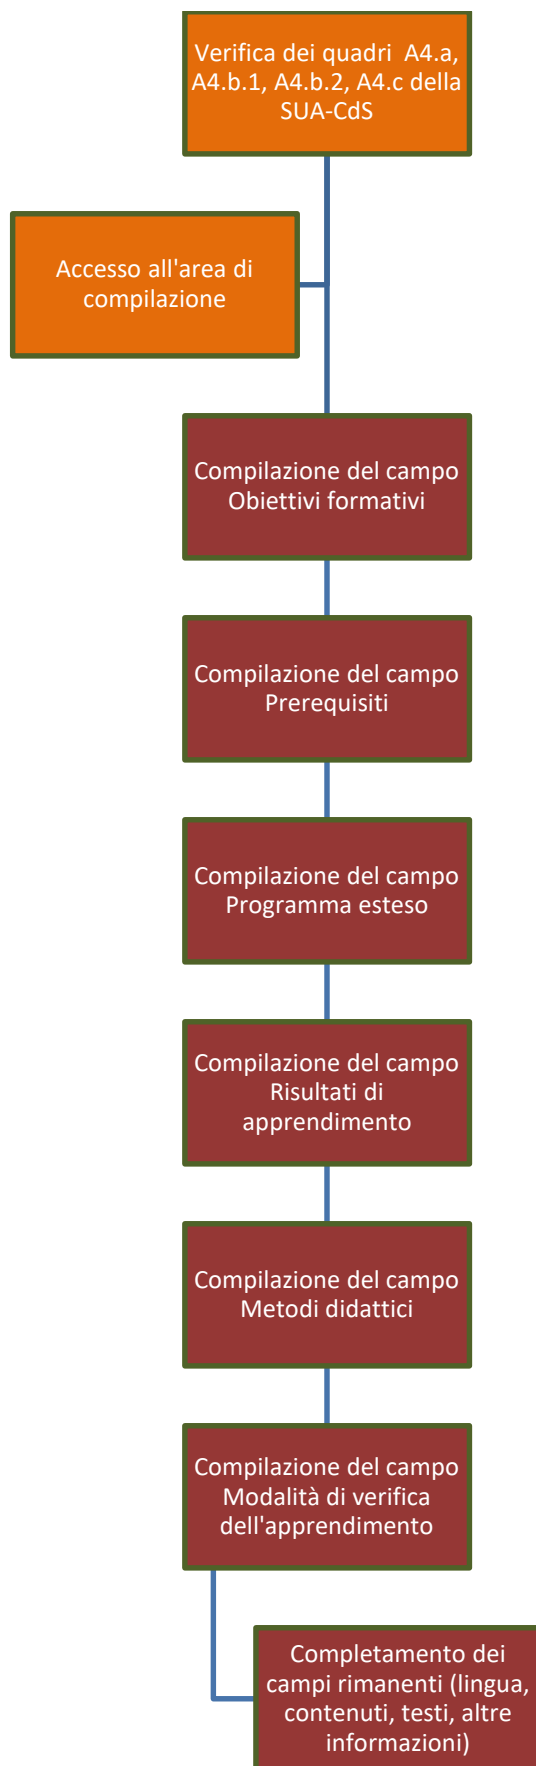 Verifica dei quadri  A4.a,
A4.b.1, A4.b.2, A4.c della
SUA-CdS
Accesso all'area di
compilazione
Compilazione del campo
Obiettivi formativi
Compilazione del campo
Prerequisiti
Compilazione del campo
Programma esteso
Compilazione del campo
Risultati di
apprendimento
Compilazione del campo
Metodi didattici
Compilazione del campo
Modalità di verifica
dell'apprendimento
Completamento dei
campi rimanenti (lingua,
contenuti, testi, altre
informazioni)